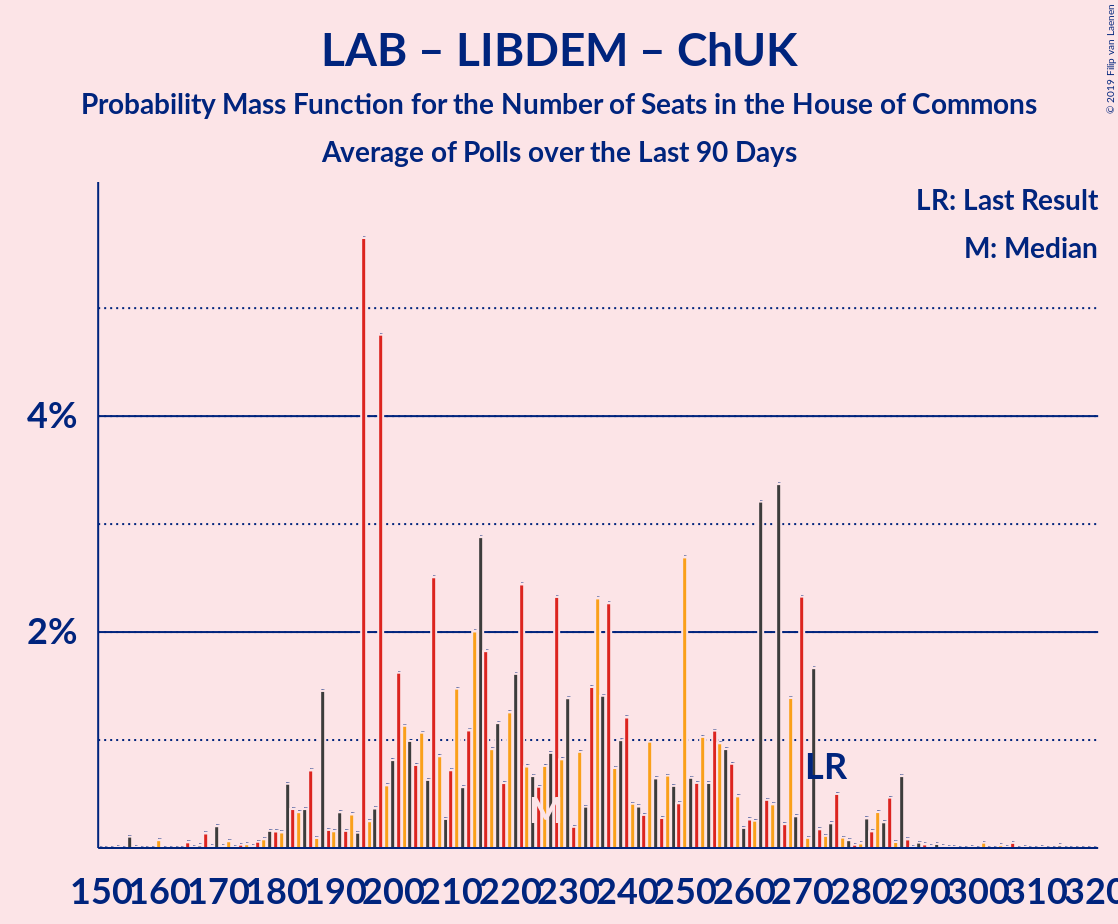 LAB – LIBDEM – ChUK
Probability Mass Function for the Number of Seats in the House of Commons
Average of Polls over the Last 90 Days
© 2019 Filip van Laenen
LR: Last Result
M: Median
4%
2%
LR
M
150 160 170 180 190 200 210 220 230 240 250 260 270 280 290 300 310 320